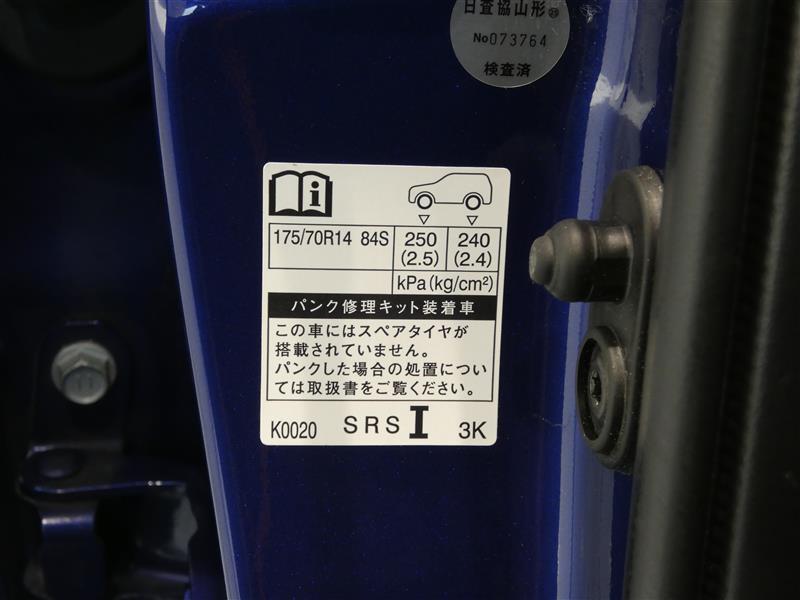 日査協山形㉘
No073764
検査済
i
175/70R14 84S 250 240
(2.5) (2.4)
kPa(kg/cm²)
パンク修理キット装着車
この車にはスペアタイヤが
搭載されていません。
パンクした場合の処置につい
ては取扱書をご覧ください。
K0020 SRS I 3K